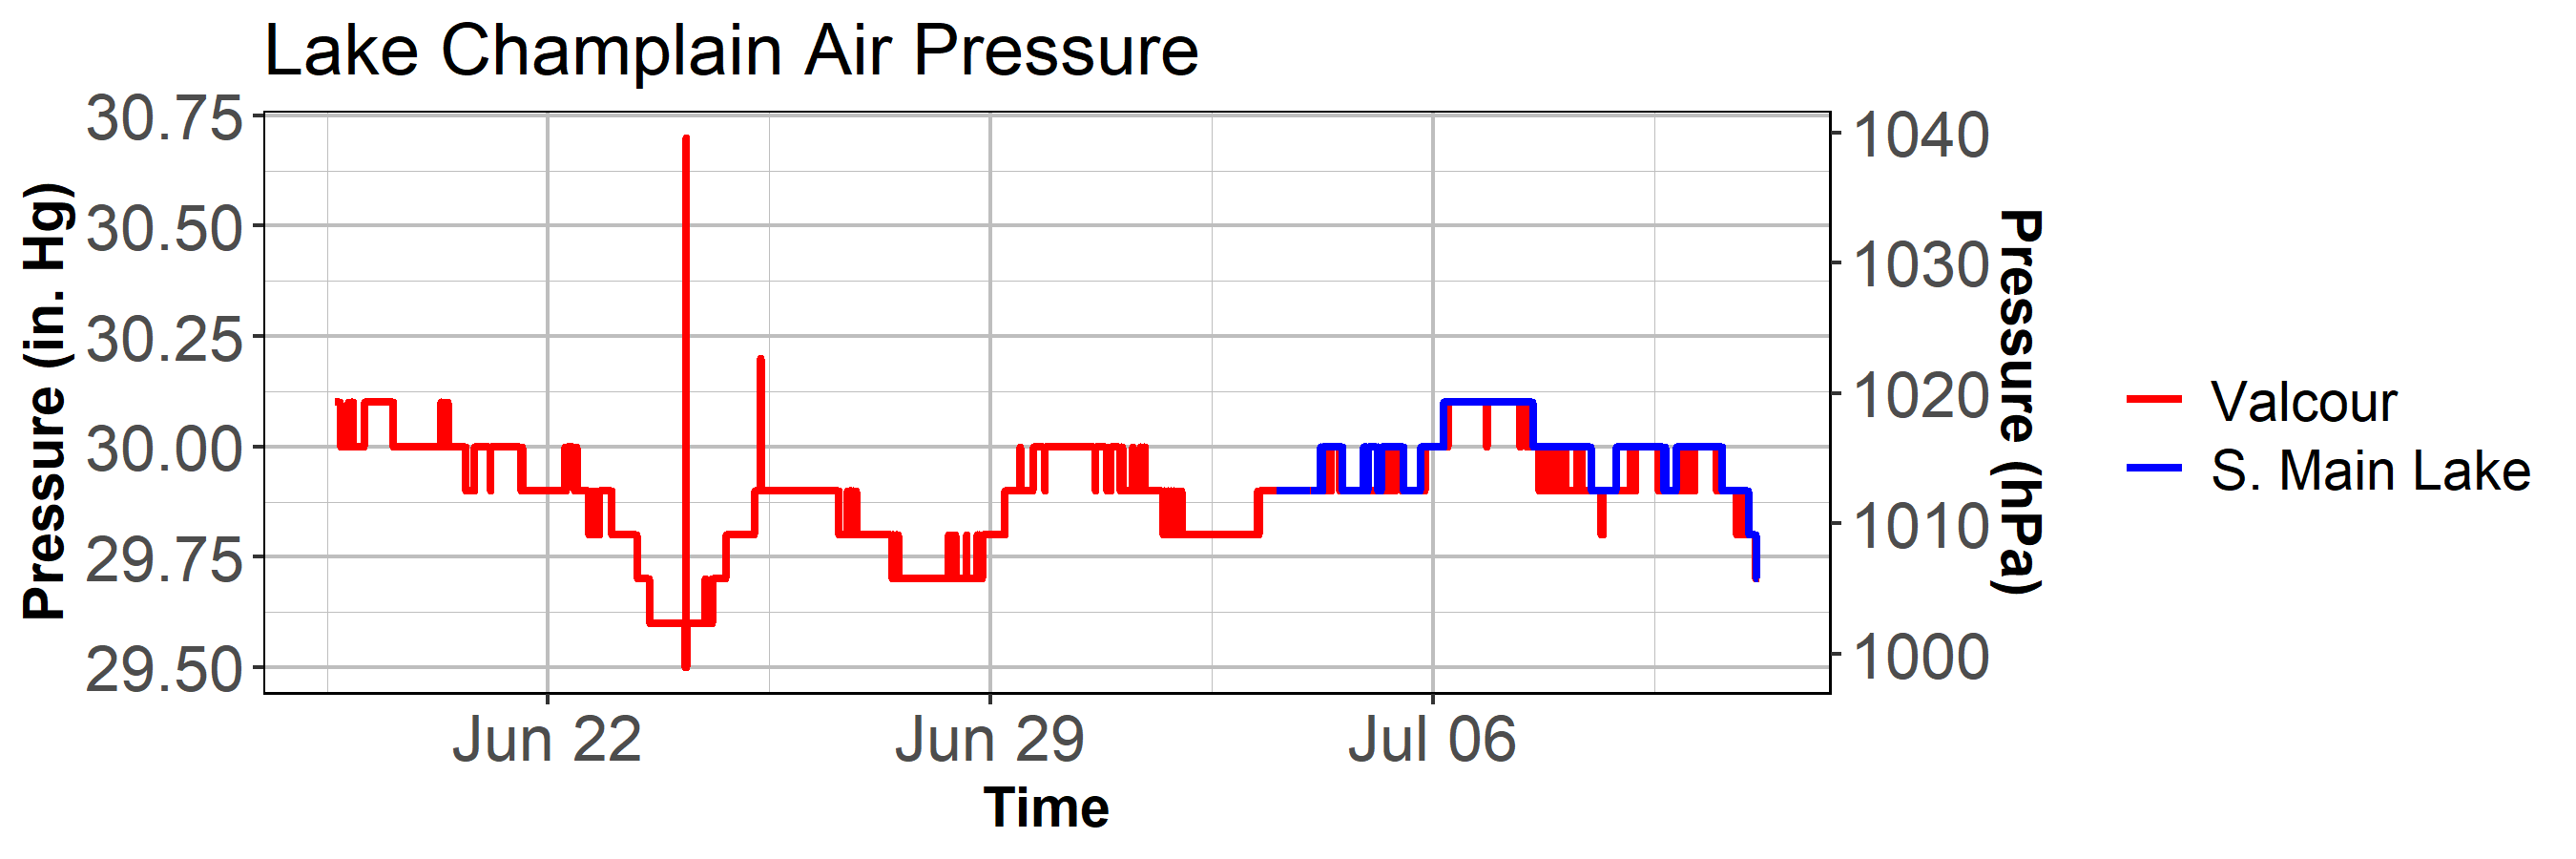 Lake Champlain Air Pressure
Pressure (in. Hg)
30.75
30.50
30.25
30.00
29.75
29.50
1040
1030
1020
1010
1000
Pressure (hPa)
Jun 22
Jun 29
Jul 06
Time
Valcour
S. Main Lake